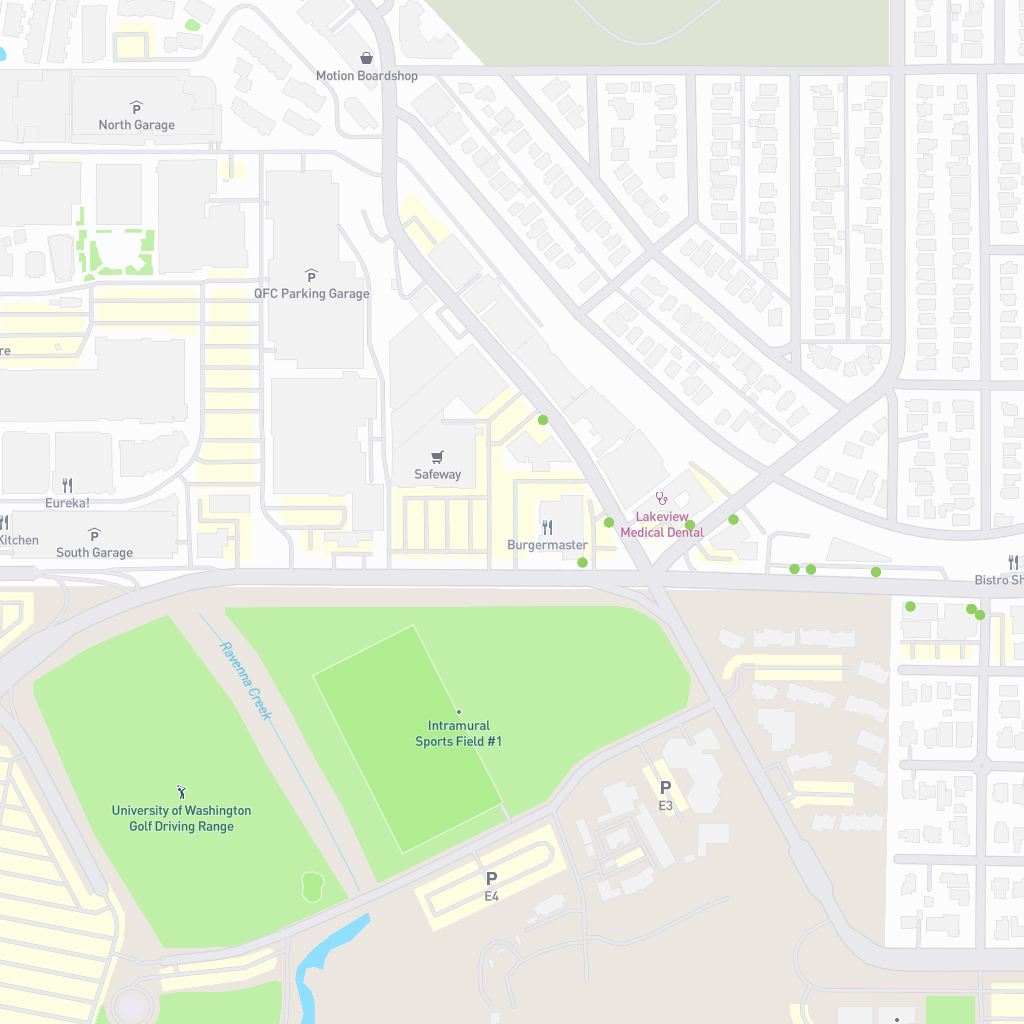 Motion Boardshop
P
North Garage
P
QFC Parking Garage
re
Safeway
Eureka!
Kitchen
P
South Garage
Burgermaster
Lakeview
Medical Dental
Bistro Sh
Ravenna Creek
Intramural
Sports Field #1
University of Washington
Golf Driving Range
P
E3
P
E4